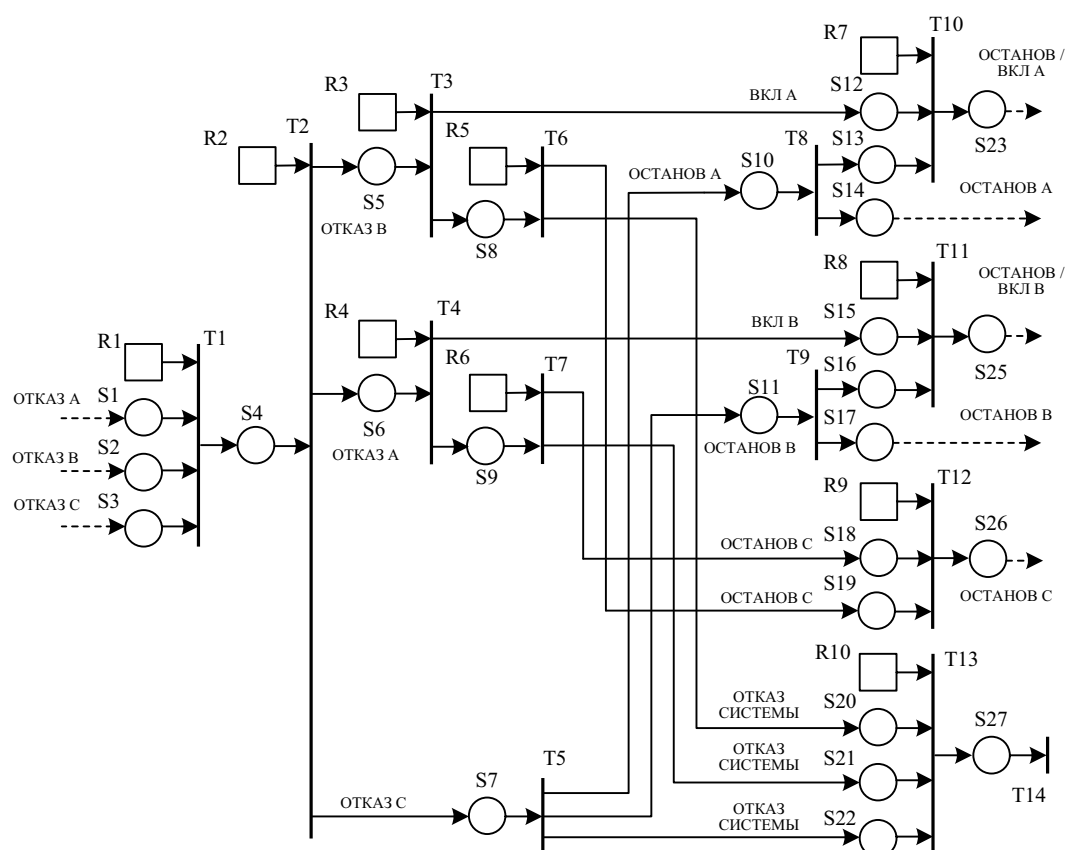 T10
R7
ОСТАНОВ /
ВКЛ А
R3
T3
S12
ВКЛ А
R2
T2
R5
T6
T8
S13
S23
S10
ОСТАНОВ А
S14
ОСТАНОВ А
S5
ОТКАЗ В
S8
R8
T11
ОСТАНОВ /
ВКЛ В
R4
T4
S15
ВКЛ В
R1
T1
R6
T7
T9
S16
S25
S11
ОТКАЗ А
S1
S4
S17
ОСТАНОВ В
S6
ОСТАНОВ В
ОТКАЗ А
ОТКАЗ В
S2
S9
R9
T12
ОТКАЗ С
S3
S26
ОСТАНОВ С
S18
S19
ОСТАНОВ С
ОСТАНОВ С
R10
T13
ОТКАЗ
СИСТЕМЫ
S20
S27
ОТКАЗ
СИСТЕМЫ
S21
T5
S7
T14
ОТКАЗ С
ОТКАЗ
СИСТЕМЫ
S22